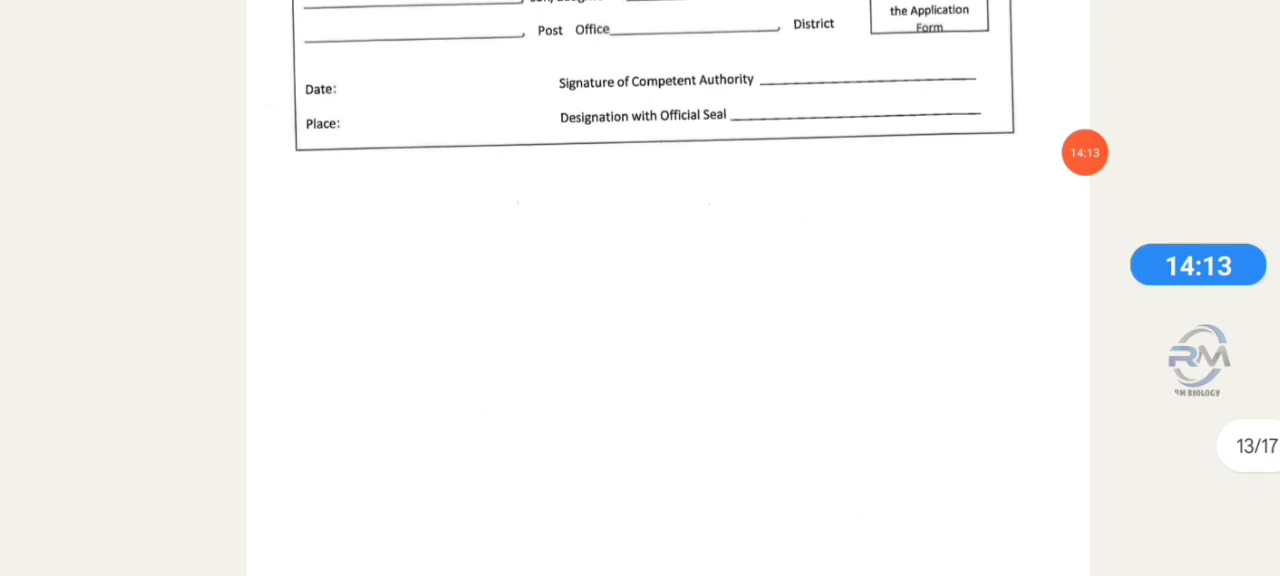 the Application
Post Office_______________, District
Form
Date:
Signature of Competent Authority
Place:
Designation with Official Seal
14:13
14:13
RM
RM BIOLOGY
13/17